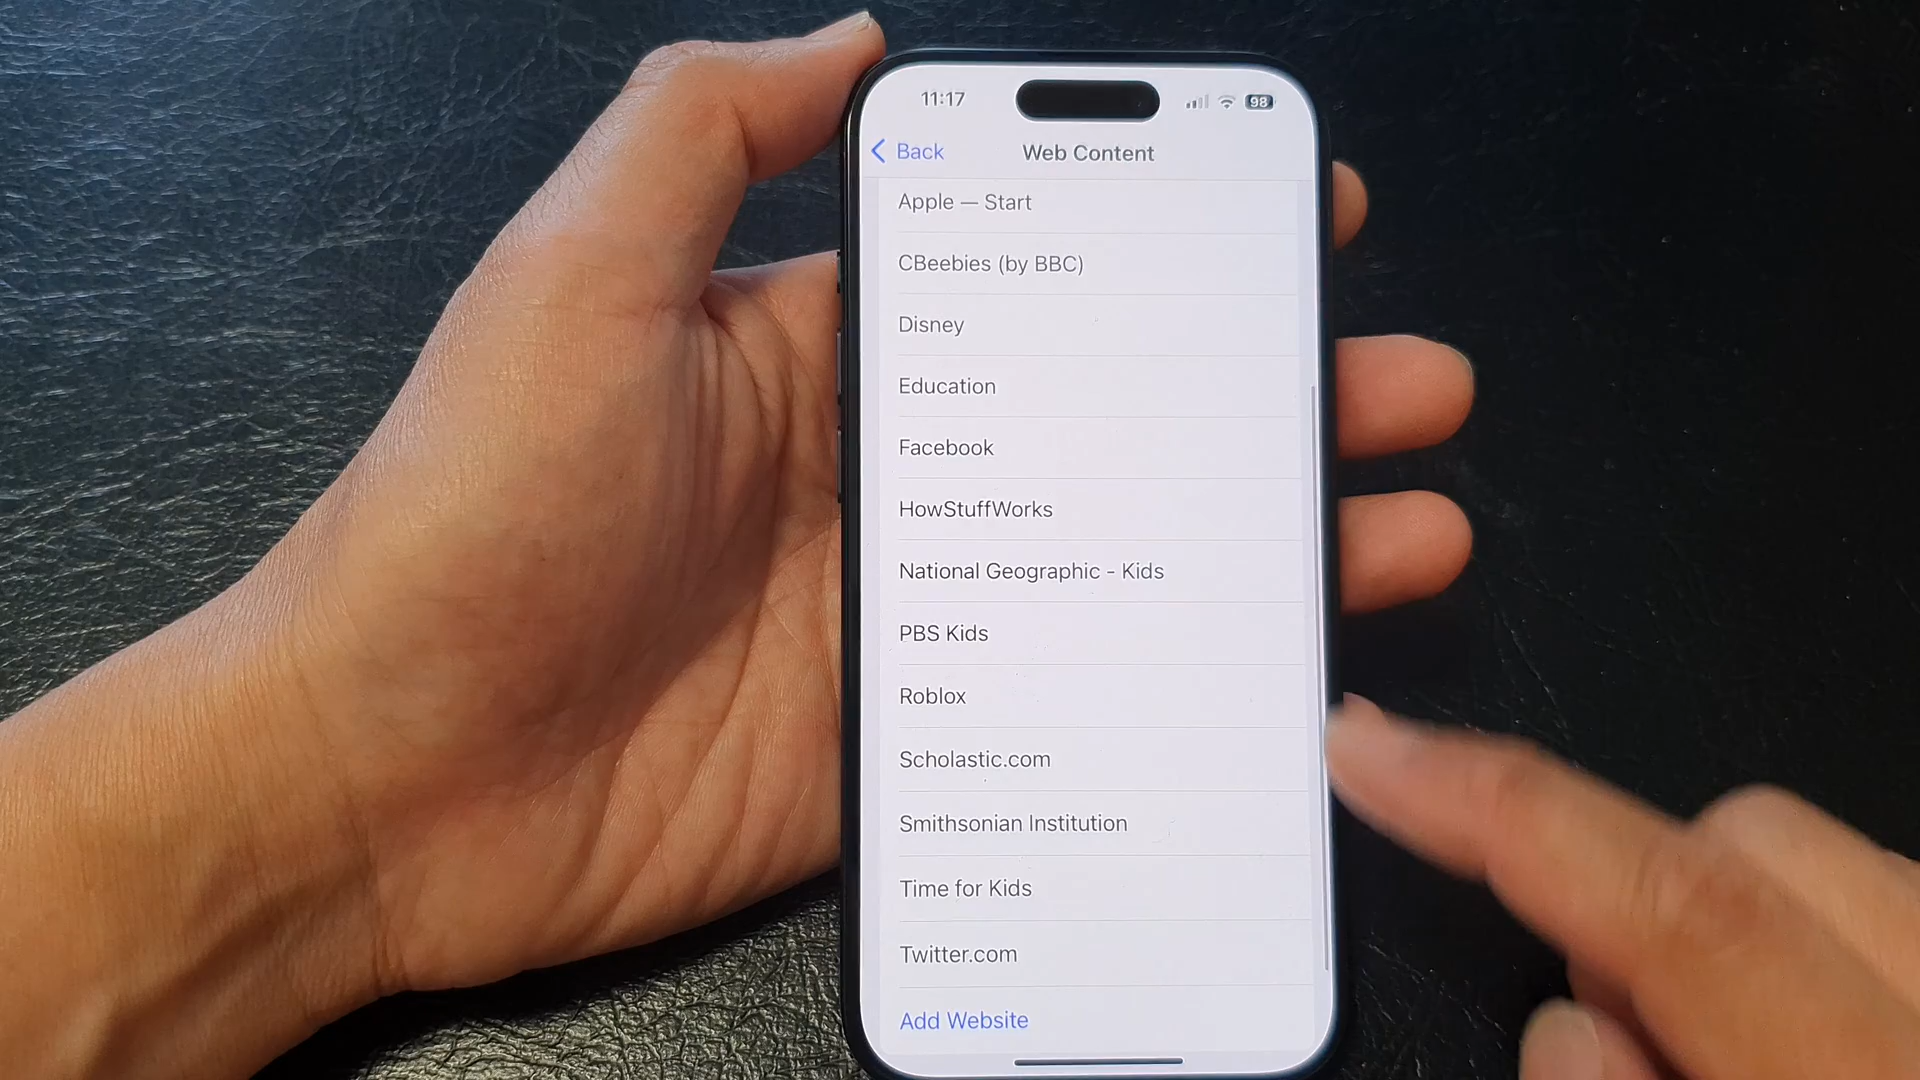 11:17
98
Back
Web Content
Apple — Start
CBeebies (by BBC)
Disney
Education
Facebook
HowStuffWorks
National Geographic - Kids
PBS Kids
Roblox
Scholastic.com
Smithsonian Institution
Time for Kids
Twitter.com
Add Website